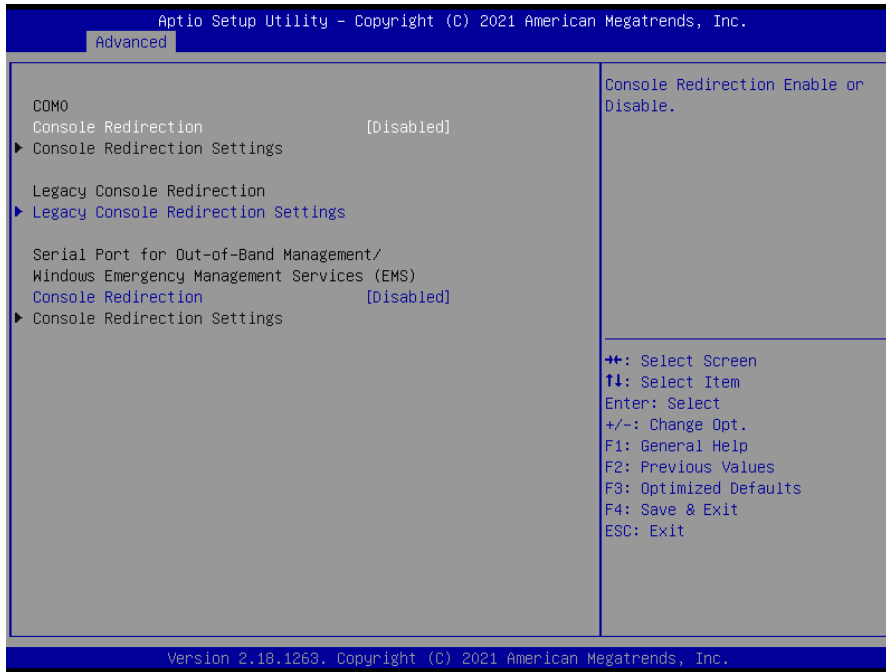 Aptio Setup Utility – Copyright (C) 2021 American Megatrends, Inc.
Advanced
COM0
Console Redirection [Disabled]
▶ Console Redirection Settings
Legacy Console Redirection
▶ Legacy Console Redirection Settings
Serial Port for Out-of-Band Management/
Windows Emergency Management Services (EMS)
Console Redirection [Disabled]
▶ Console Redirection Settings
Console Redirection Enable or
Disable.
→←: Select Screen
↑↓: Select Item
Enter: Select
+/-: Change Opt.
F1: General Help
F2: Previous Values
F3: Optimized Defaults
F4: Save & Exit
ESC: Exit
Version 2.18.1263. Copyright (C) 2021 American Megatrends, Inc.